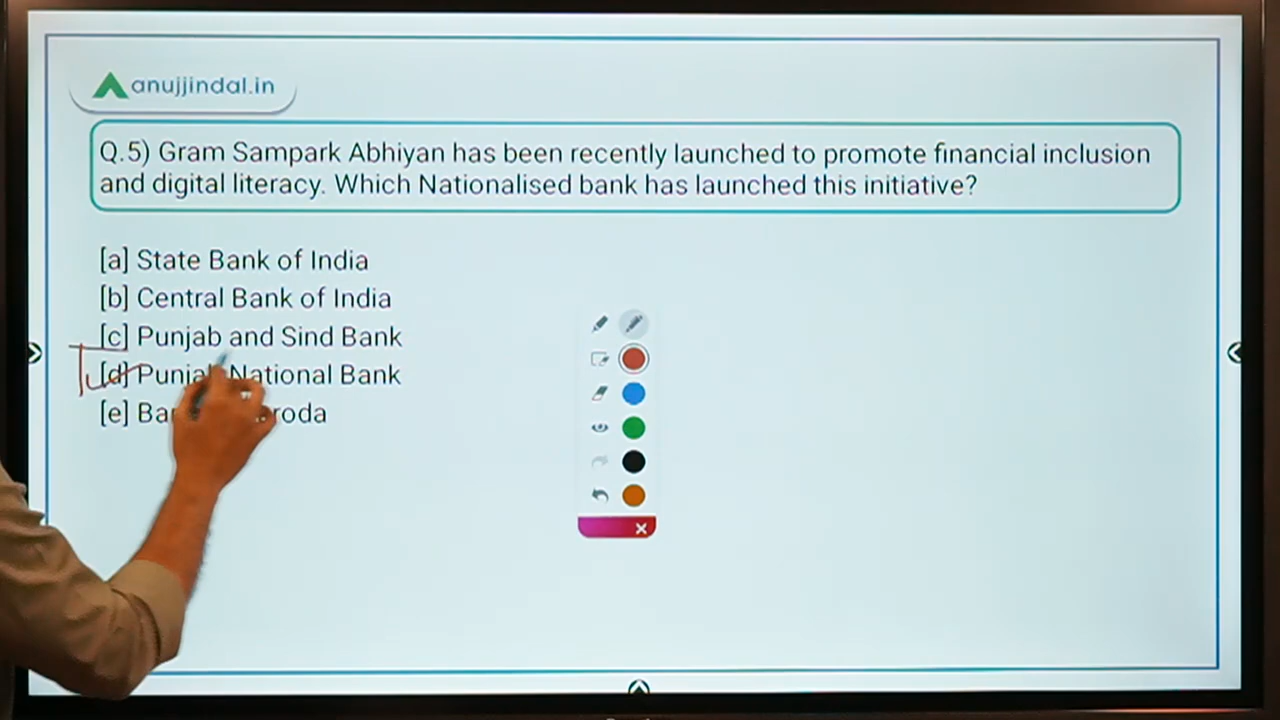 anujjindal.in
Q.5) Gram Sampark Abhiyan has been recently launched to promote financial inclusion
and digital literacy. Which Nationalised bank has launched this initiative?
[a] State Bank of India
[b] Central Bank of India
[c] Punjab and Sind Bank
[d] Punjab National Bank
[e] Bank of Baroda